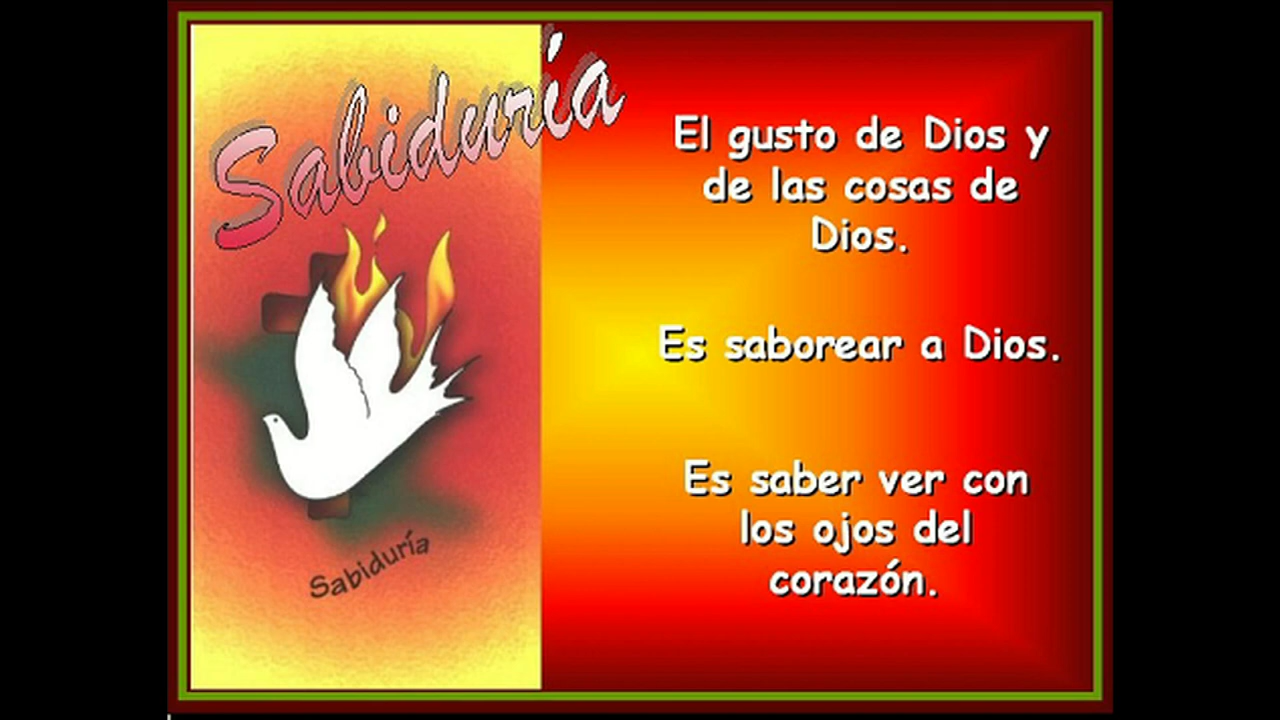 Sabiduría
El gusto de Dios y
de las cosas de
Dios.
Es saborear a Dios.
Es saber ver con
los ojos del
corazón.
Sabiduría